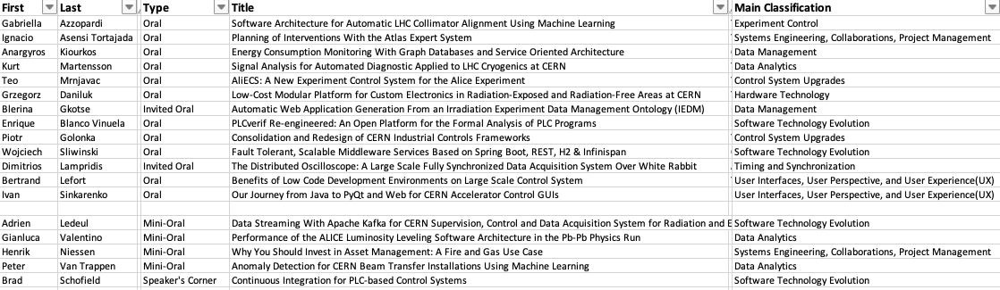 First Last Type Title Main Classification
Gabriella Azzopardi Oral Software Architecture for Automatic LHC Collimator Alignment Using Machine Learning Experiment Control
Ignacio Asensi Tortajada Oral Planning of Interventions With the Atlas Expert System Systems Engineering, Collaborations, Project Management
Anargyros Kiourkos Oral Energy Consumption Monitoring With Graph Databases and Service Oriented Architecture Data Management
Kurt Martensson Oral Signal Analysis for Automated Diagnostic Applied to LHC Cryogenics at CERN Data Analytics
Teo Mrnjavac Oral AliECS: A New Experiment Control System for the Alice Experiment Control System Upgrades
Grzegorz Daniluk Oral Low-Cost Modular Platform for Custom Electronics in Radiation-Exposed and Radiation-Free Areas at CERN Hardware Technology
Blerina Gkotse Invited Oral Automatic Web Application Generation From an Irradiation Experiment Data Management Ontology (IEDM) Data Management
Enrique Blanco Vinuela Oral PLCverif Re-engineered: An Open Platform for the Formal Analysis of PLC Programs Software Technology Evolution
Piotr Golonka Oral Consolidation and Redesign of CERN Industrial Controls Frameworks Control System Upgrades
Wojciech Sliwinski Oral Fault Tolerant, Scalable Middleware Services Based on Spring Boot, REST, H2 & Infinispan Software Technology Evolution
Dimitrios Lampridis Invited Oral The Distributed Oscilloscope: A Large Scale Fully Synchronized Data Acquisition System Over White Rabbit Timing and Synchronization
Bertrand Lefort Oral Benefits of Low Code Development Environments on Large Scale Control System User Interfaces, User Perspective, and User Experience(UX)
Ivan Sinkarenko Oral Our Journey from Java to PyQt and Web for CERN Accelerator Control GUIs User Interfaces, User Perspective, and User Experience(UX)
Adrien Ledeul Mini-Oral Data Streaming With Apache Kafka for CERN Supervision, Control and Data Acquisition System for Radiation and E Software Technology Evolution
Gianluca Valentino Mini-Oral Performance of the ALICE Luminosity Leveling Software Architecture in the Pb-Pb Physics Run Data Analytics
Henrik Niessen Mini-Oral Why You Should Invest in Asset Management: A Fire and Gas Use Case Systems Engineering, Collaborations, Project Management
Peter Van Trappen Mini-Oral Anomaly Detection for CERN Beam Transfer Installations Using Machine Learning Data Analytics
Brad Schofield Speaker's Corner Continuous Integration for PLC-based Control Systems Software Technology Evolution